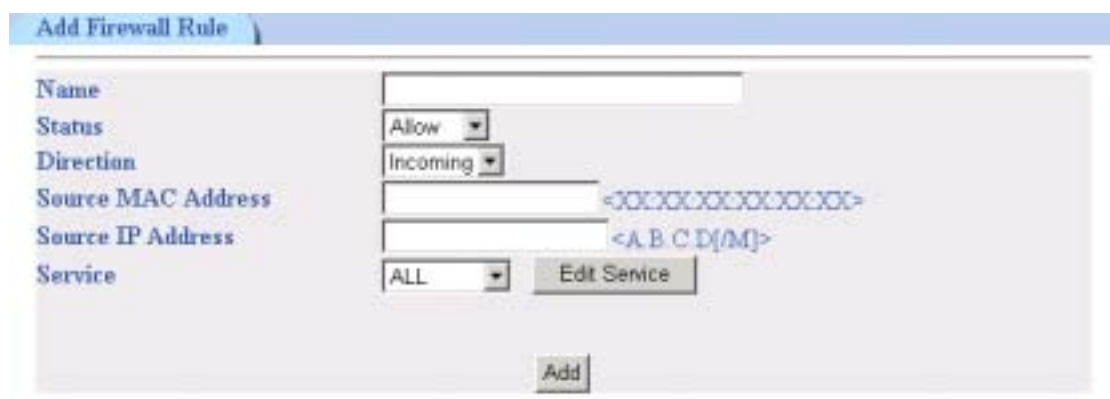 Add Firewall Rule
Name
Status Allow
Direction Incoming
Source MAC Address <XX:XX:XX:XX:XX:XX>
Source IP Address <A.B.C.D[/M]>
Service ALL Edit Service
Add